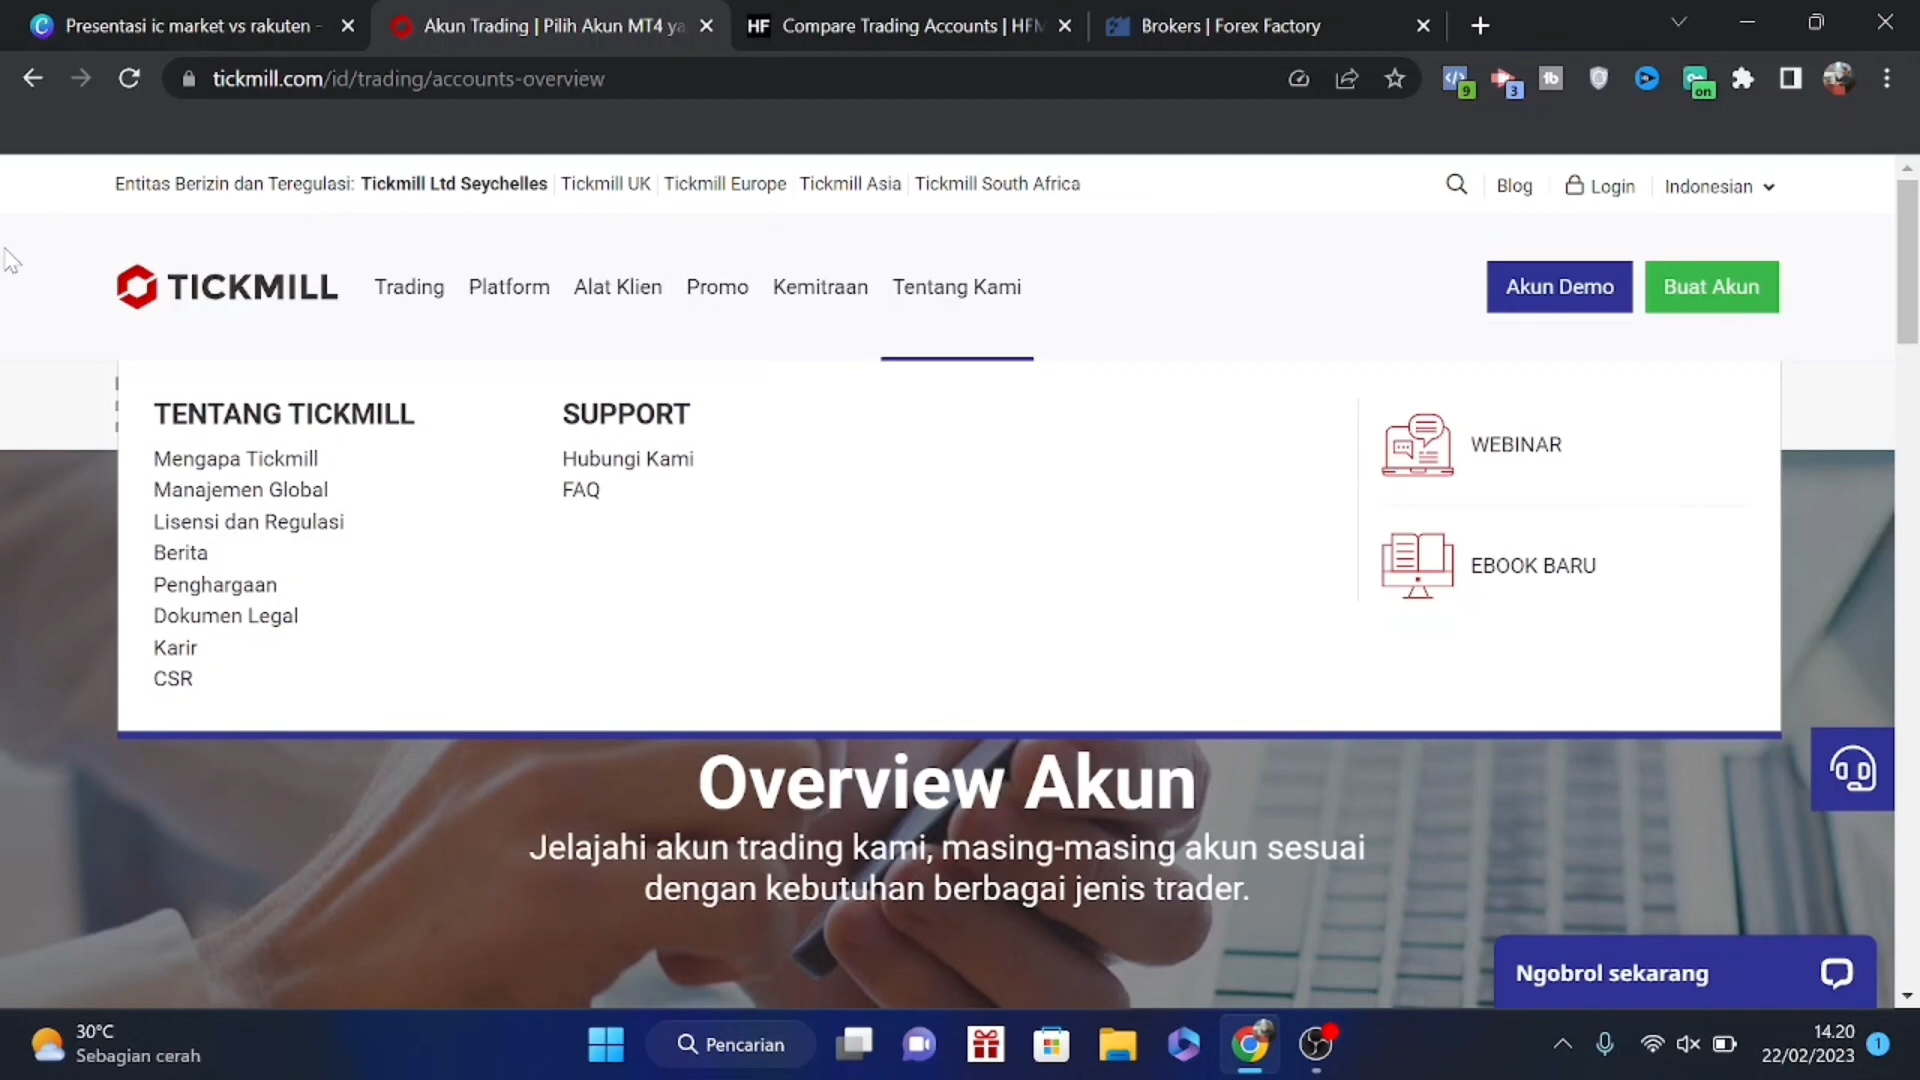 Presentasi ic market vs rakuten -
Akun Trading | Pilih Akun MT4 ya
HF Compare Trading Accounts | HFM
Brokers | Forex Factory
tickmill.com/id/trading/accounts-overview
9
3
on
Entitas Berizin dan Teregulasi: Tickmill Ltd Seychelles Tickmill UK Tickmill Europe Tickmill Asia Tickmill South Africa
Blog Login Indonesian
TICKMILL Trading Platform Alat Klien Promo Kemitraan Tentang Kami
Akun Demo Buat Akun
TENTANG TICKMILL
Mengapa Tickmill
Manajemen Global
Lisensi dan Regulasi
Berita
Penghargaan
Dokumen Legal
Karir
CSR
SUPPORT
Hubungi Kami
FAQ
WEBINAR
EBOOK BARU
Overview Akun
Jelajahi akun trading kami, masing-masing akun sesuai
dengan kebutuhan berbagai jenis trader.
Ngobrol sekarang
30°C
Sebagian cerah
Pencarian
14.20
22/02/2023
1